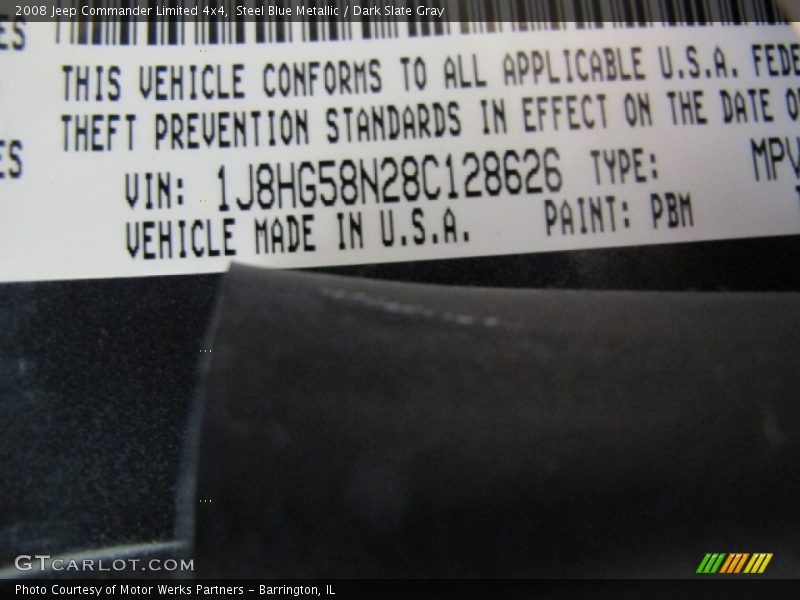 2008 Jeep Commander Limited 4x4, Steel Blue Metallic / Dark Slate Gray
ES
THIS VEHICLE CONFORMS TO ALL APPLICABLE U.S.A. FEDE
THEFT PREVENTION STANDARDS IN EFFECT ON THE DATE O
ES
VIN: 1J8HG58N28C128626 TYPE: MPV
VEHICLE MADE IN U.S.A. PAINT: PBM
GTCARLOT.COM
Photo Courtesy of Motor Werks Partners - Barrington, IL